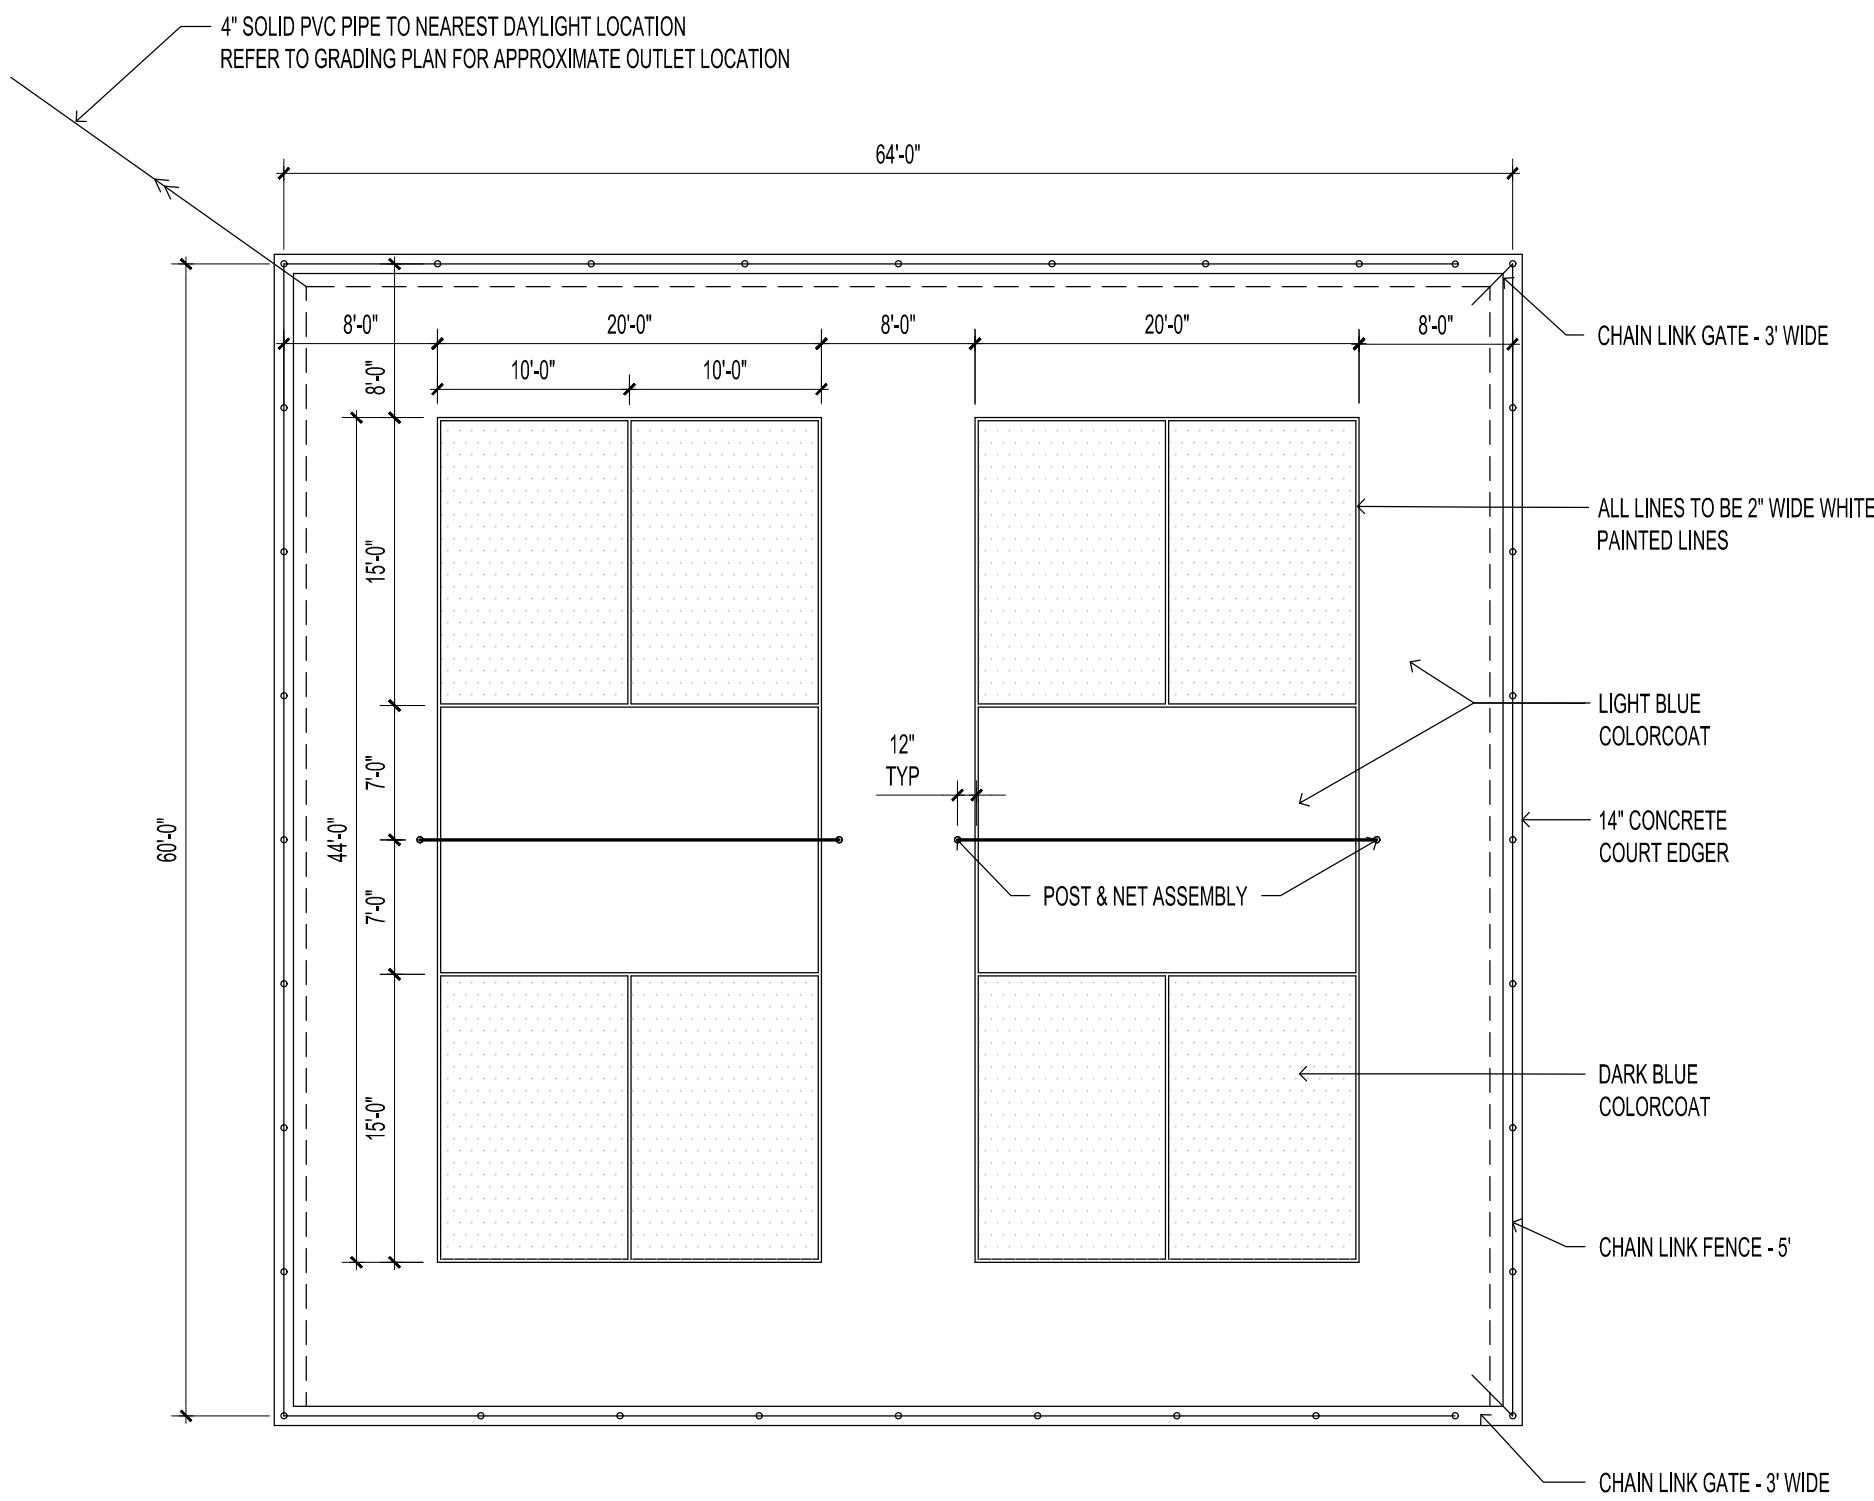 4" SOLID PVC PIPE TO NEAREST DAYLIGHT LOCATION
REFER TO GRADING PLAN FOR APPROXIMATE OUTLET LOCATION
64'-0"
8'-0"
20'-0"
8'-0"
20'-0"
8'-0"
CHAIN LINK GATE - 3' WIDE
10'-0"
10'-0"
8'-0"
ALL LINES TO BE 2" WIDE WHITE
PAINTED LINES
15'-0"
LIGHT BLUE
COLORCOAT
12"
TYP
7'-0"
60'-0"
44'-0"
14" CONCRETE
COURT EDGER
7'-0"
POST & NET ASSEMBLY
DARK BLUE
COLORCOAT
15'-0"
CHAIN LINK FENCE - 5'
CHAIN LINK GATE - 3' WIDE